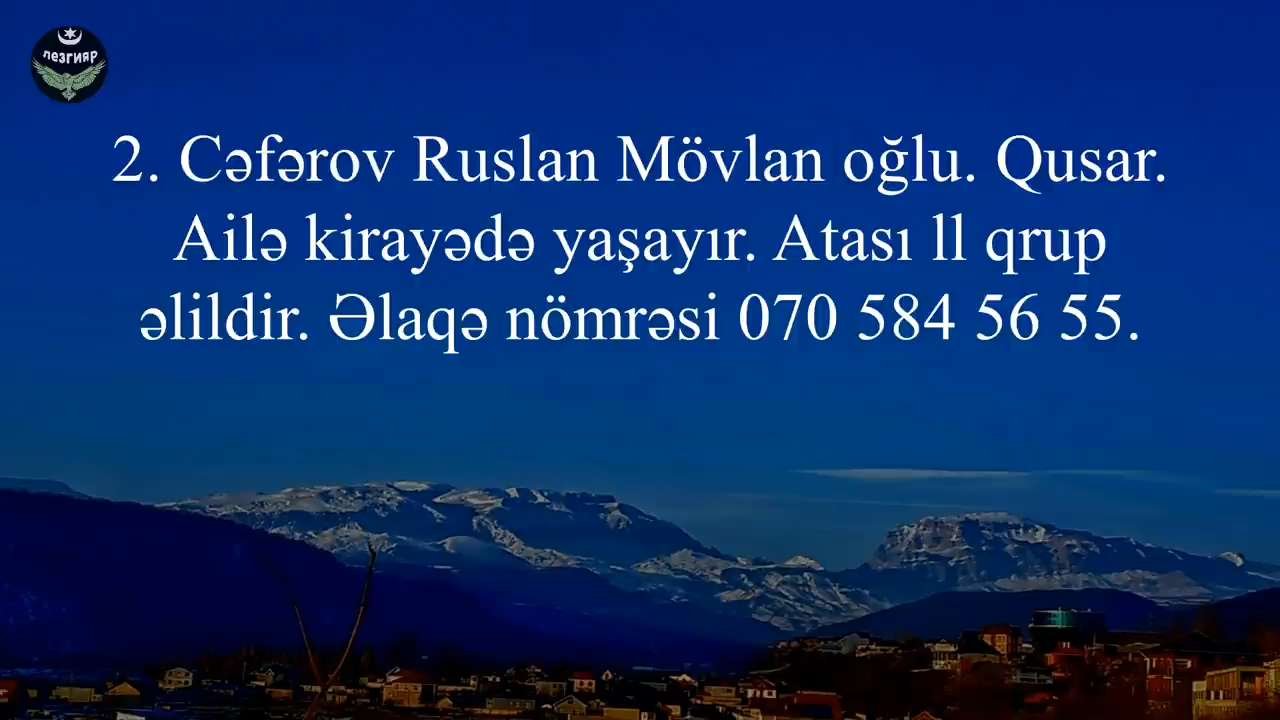 лезгияр
2. Cəfərov Ruslan Mövlan oğlu. Qusar.
Ailə kirayədə yaşayır. Atası ll qrup
əlildir. Əlaqə nömrəsi 070 584 56 55.